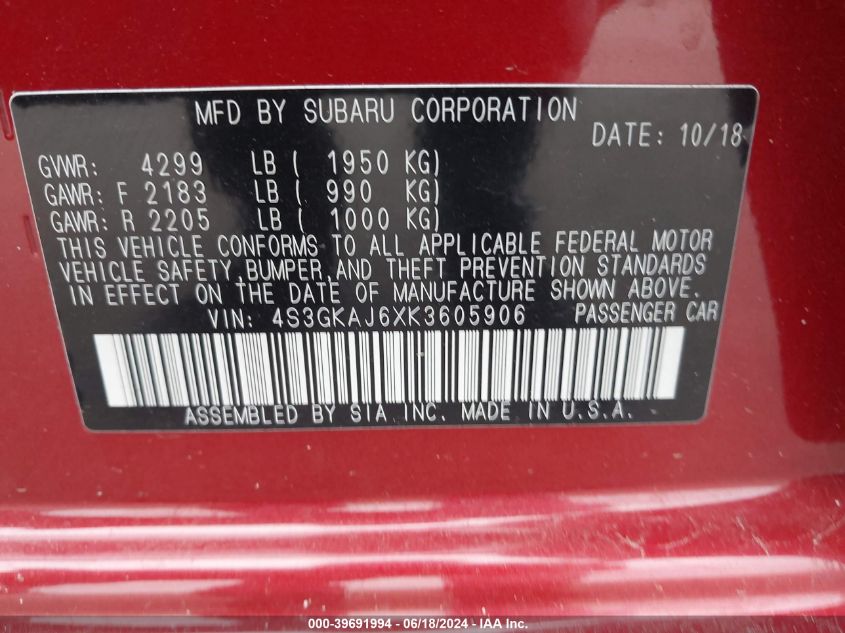 MFD BY SUBARU CORPORATION
DATE: 10/18
GVWR: 4299 LB ( 1950 KG)
GAWR: F 2183 LB ( 990 KG)
GAWR: R 2205 LB ( 1000 KG)
THIS VEHICLE CONFORMS TO ALL APPLICABLE FEDERAL MOTOR
VEHICLE SAFETY, BUMPER, AND THEFT PREVENTION STANDARDS
IN EFFECT ON THE DATE OF MANUFACTURE SHOWN ABOVE.
VIN: 4S3GKAJ6XK3605906 PASSENGER CAR
ASSEMBLED BY SIA INC. MADE IN U.S.A.
000-39691994 - 06/18/2024 - IAA Inc.